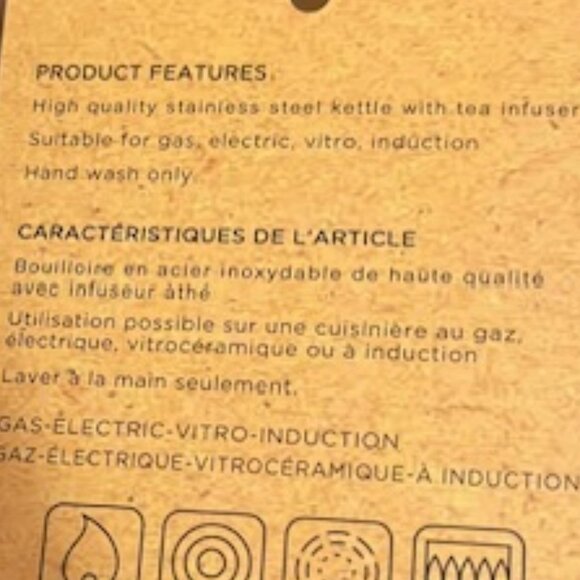 PRODUCT FEATURES
High quality stainless steel kettle with tea infuser
Suitable for gas, electric, vitro, induction
Hand wash only.
CARACTÉRISTIQUES DE L'ARTICLE
Bouilloire en acier inoxydable de haute qualité
avec infuseur àthé
Utilisation possible sur une cuisinière au gaz,
électrique, vitrocéramique ou à induction
Laver à la main seulement.
GAS-ÉLECTRIC-VITRO-INDUCTION
GAZ-ÉLECTRIQUE-VITROCÉRAMIQUE-À INDUCTION